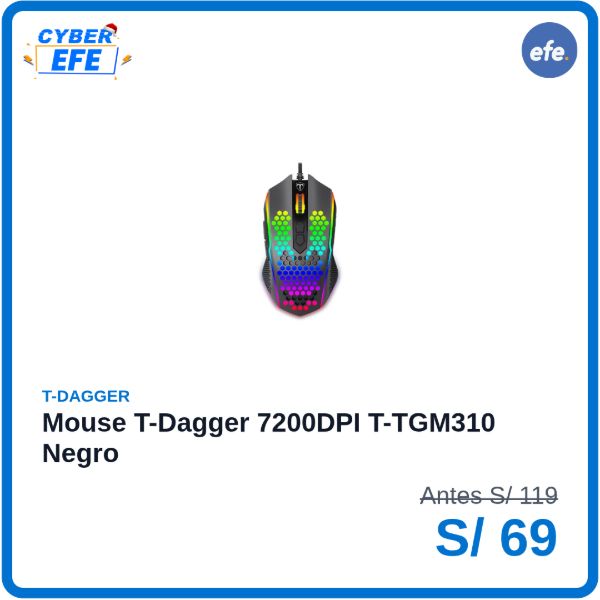 CYBER
EFE
efe.
T-DAGGER
Mouse T-Dagger 7200DPI T-TGM310
Negro
Antes S/ 119
S/ 69